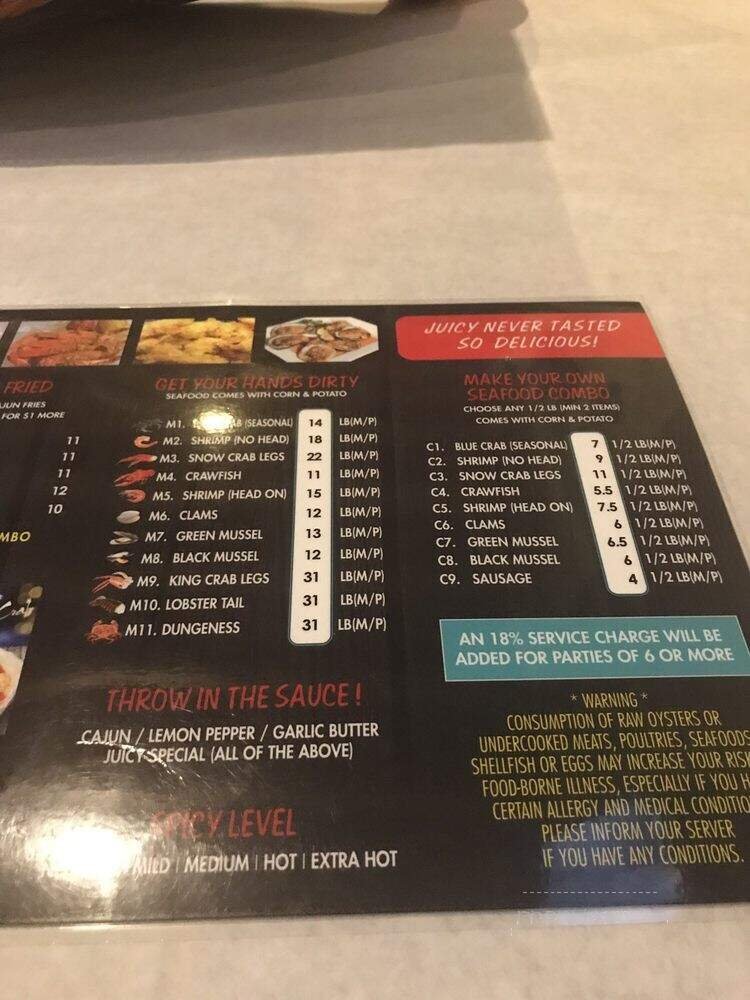 FRIED
JUN FRIES
FOR $1 MORE
11
11
11
12
10
MBO
GET YOUR HANDS DIRTY
SEAFOOD COMES WITH CORN & POTATO
M1. AB (SEASONAL) 14 LB(M/P)
M2. SHRIMP (NO HEAD) 18 LB(M/P)
M3. SNOW CRAB LEGS 22 LB(M/P)
M4. CRAWFISH 11 LB(M/P)
M5. SHRIMP (HEAD ON) 15 LB(M/P)
M6. CLAMS 12 LB(M/P)
M7. GREEN MUSSEL 13 LB(M/P)
M8. BLACK MUSSEL 12 LB(M/P)
M9. KING CRAB LEGS 31 LB(M/P)
M10. LOBSTER TAIL 31 LB(M/P)
M11. DUNGENESS 31 LB(M/P)
THROW IN THE SAUCE !
CAJUN / LEMON PEPPER / GARLIC BUTTER
JUICY SPECIAL (ALL OF THE ABOVE)
SPICY LEVEL
MILD | MEDIUM | HOT | EXTRA HOT
JUICY NEVER TASTED
SO DELICIOUS!
MAKE YOUR OWN
SEAFOOD COMBO
CHOOSE ANY 1/2 LB (MIN 2 ITEMS)
COMES WITH CORN & POTATO
C1. BLUE CRAB (SEASONAL) 7 1/2 LB(M/P)
C2. SHRIMP (NO HEAD) 9 1/2 LB(M/P)
C3. SNOW CRAB LEGS 11 1/2 LB(M/P)
C4. CRAWFISH 5.5 1/2 LB(M/P)
C5. SHRIMP (HEAD ON) 7.5 1/2 LB(M/P)
C6. CLAMS 6 1/2 LB(M/P)
C7. GREEN MUSSEL 6.5 1/2 LB(M/P)
C8. BLACK MUSSEL 6 1/2 LB(M/P)
C9. SAUSAGE 4 1/2 LB(M/P)
AN 18% SERVICE CHARGE WILL BE
ADDED FOR PARTIES OF 6 OR MORE
* WARNING *
CONSUMPTION OF RAW OYSTERS OR
UNDERCOOKED MEATS, POULTRIES, SEAFOODS
SHELLFISH OR EGGS MAY INCREASE YOUR RISK
FOOD-BORNE ILLNESS, ESPECIALLY IF YOU H
CERTAIN ALLERGY AND MEDICAL CONDITIO
PLEASE INFORM YOUR SERVER
IF YOU HAVE ANY CONDITIONS.